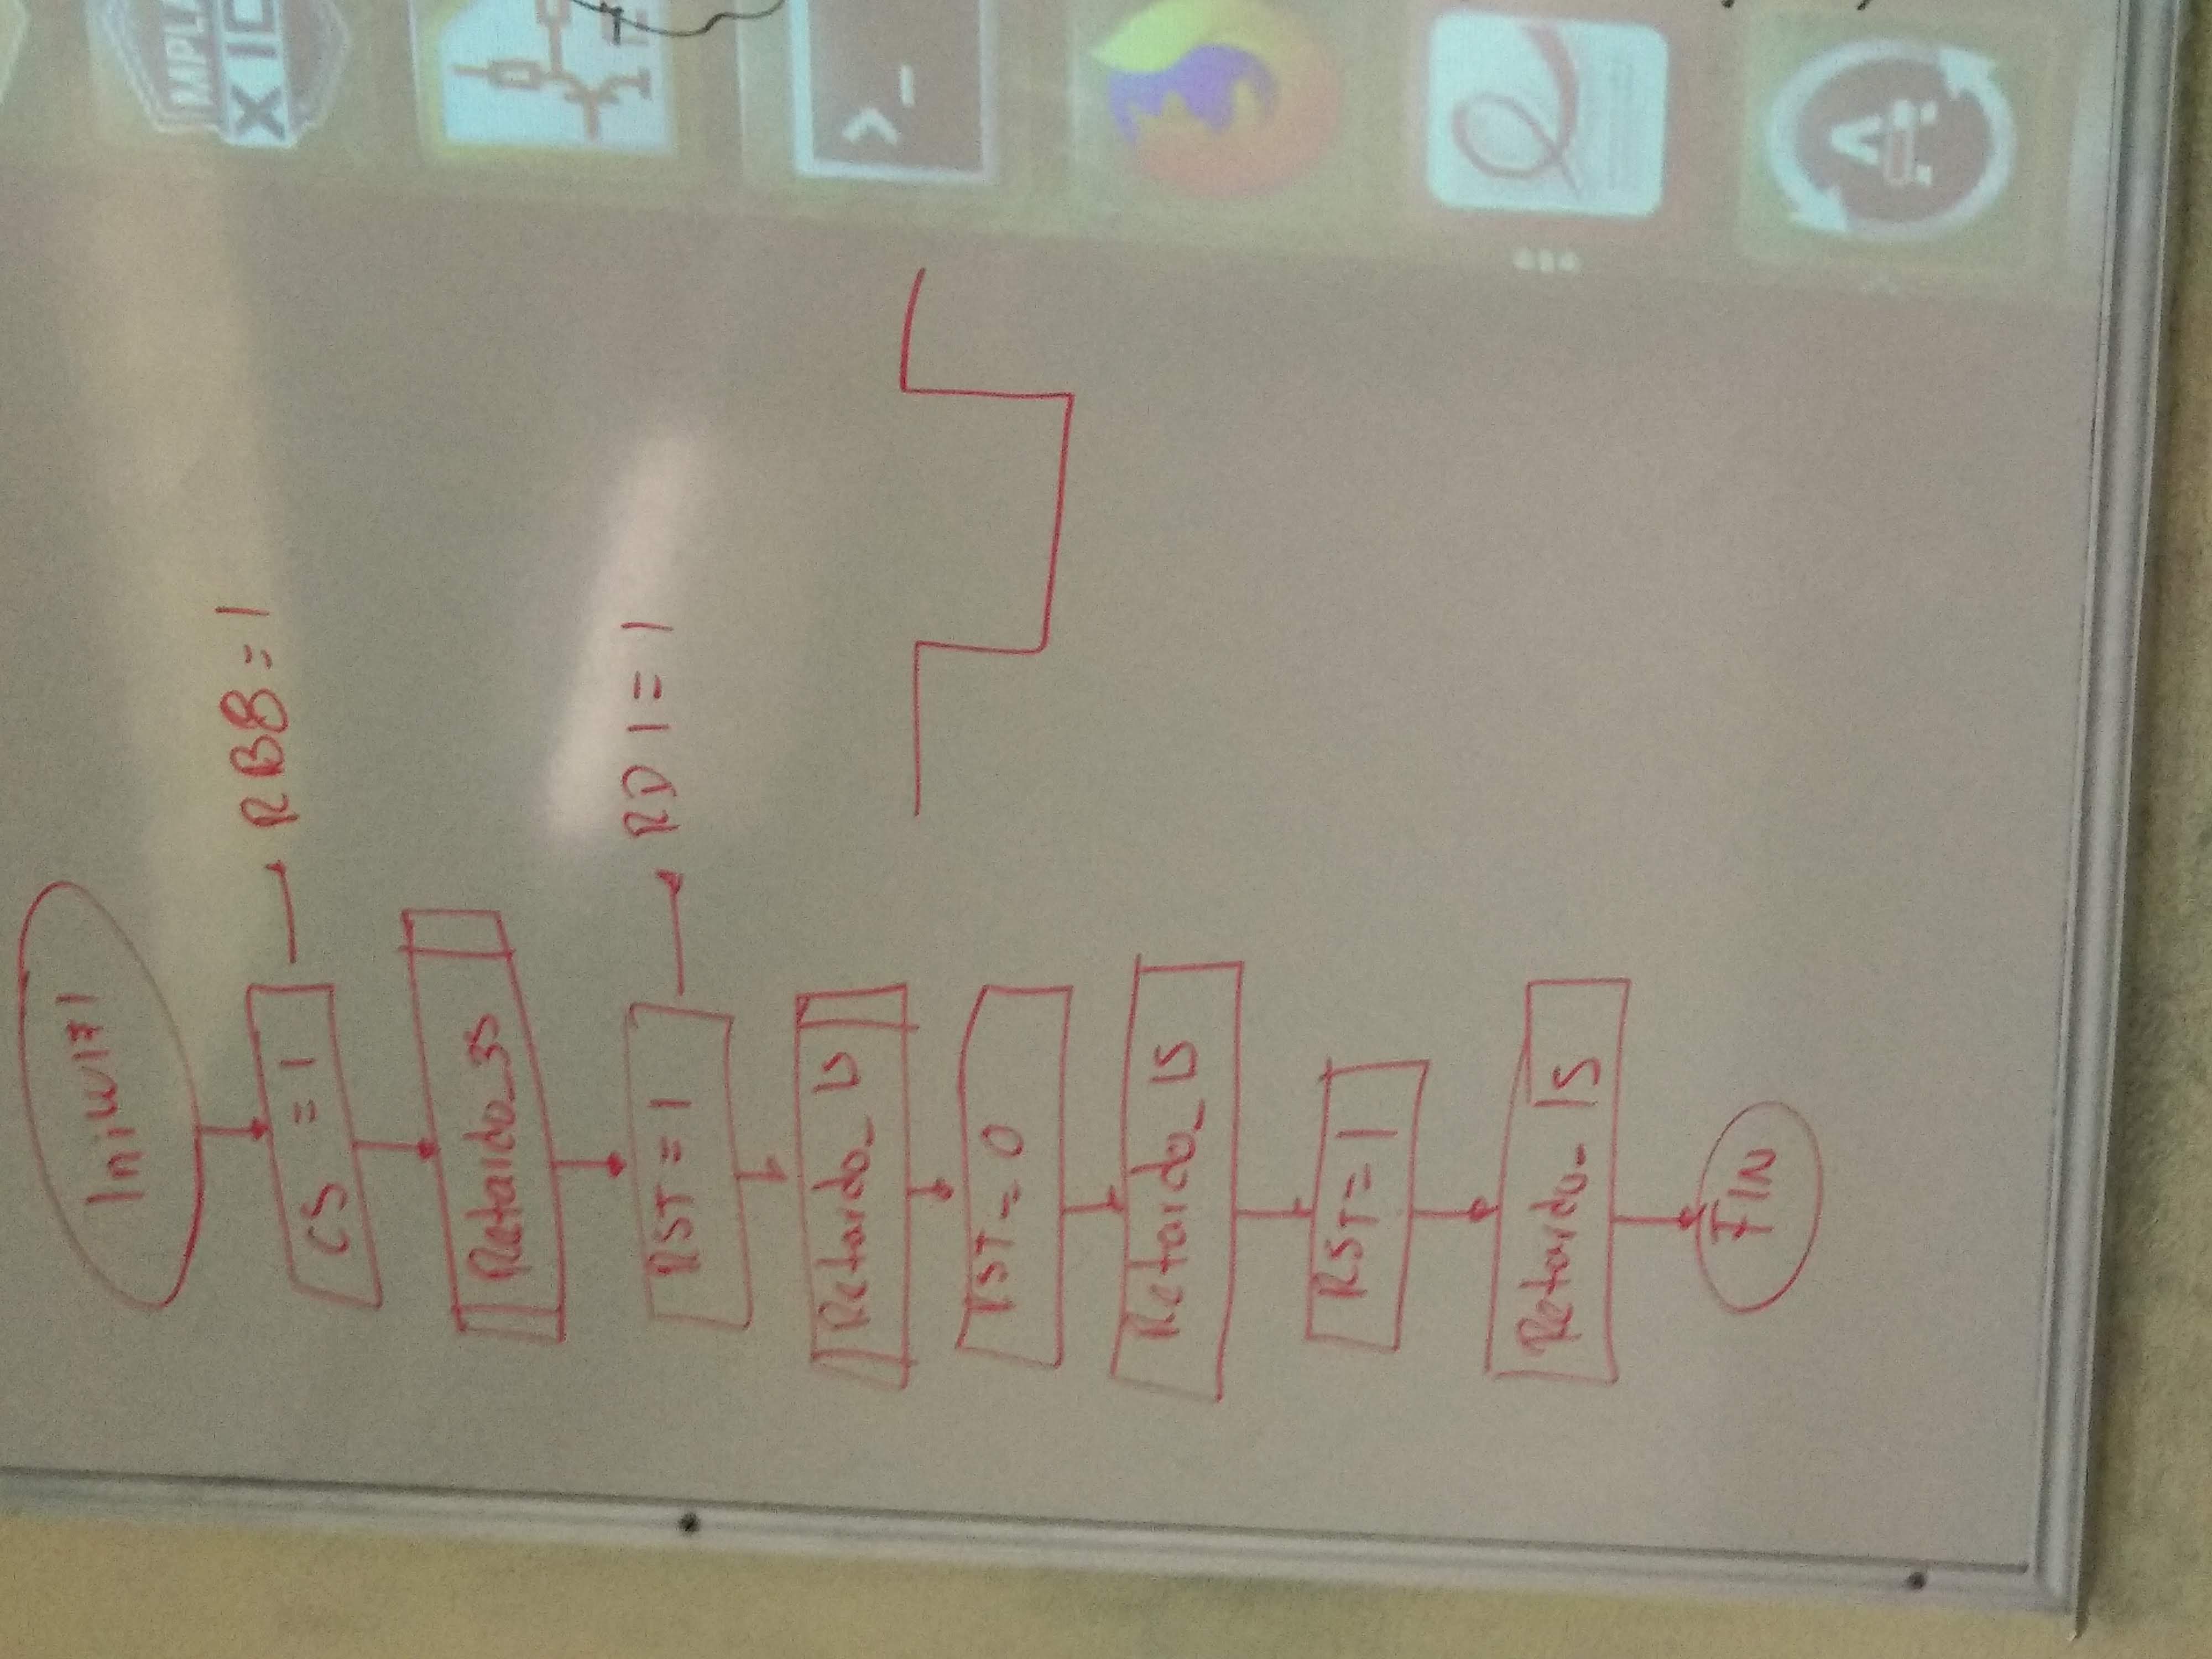 IniWIFI
CS = 1
RB8 = 1
Retardo_3S
RST = 1
RD1 = 1
Retardo_1S
RST = 0
Retardo_1S
RST = 1
Retardo_1S
FIN
MPLA
X ID
>_
A